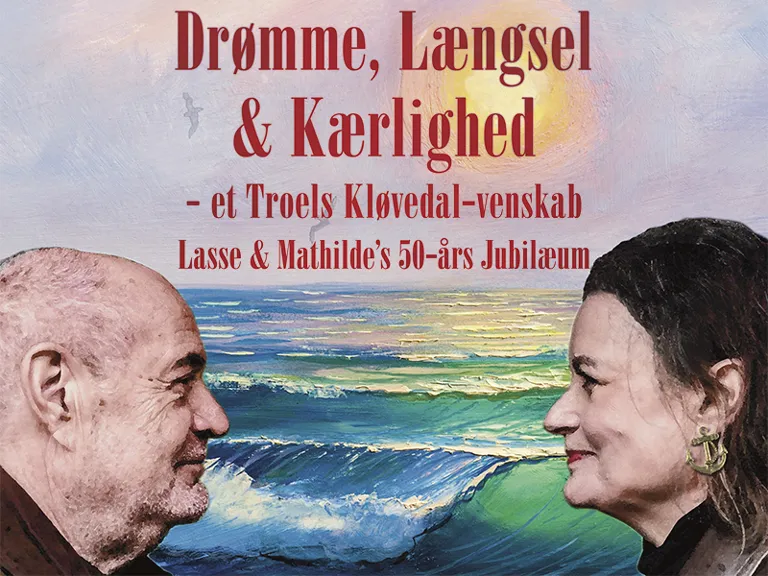 Drømme, Længsel
& Kærlighed
- et Troels Kløvedal-venskab
Lasse & Mathilde's 50-års Jubilæum